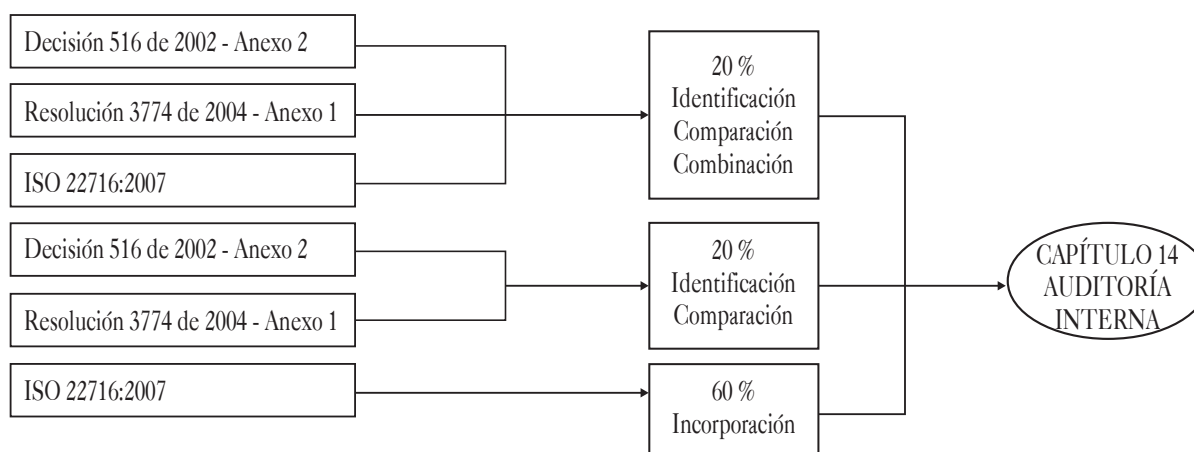 Decisión 516 de 2002 - Anexo 2
Resolución 3774 de 2004 - Anexo 1
ISO 22716:2007
Decisión 516 de 2002 - Anexo 2
Resolución 3774 de 2004 - Anexo 1
ISO 22716:2007
20 %
Identificación
Comparación
Combinación
20 %
Identificación
Comparación
60 %
Incorporación
CAPÍTULO 14
AUDITORÍA
INTERNA